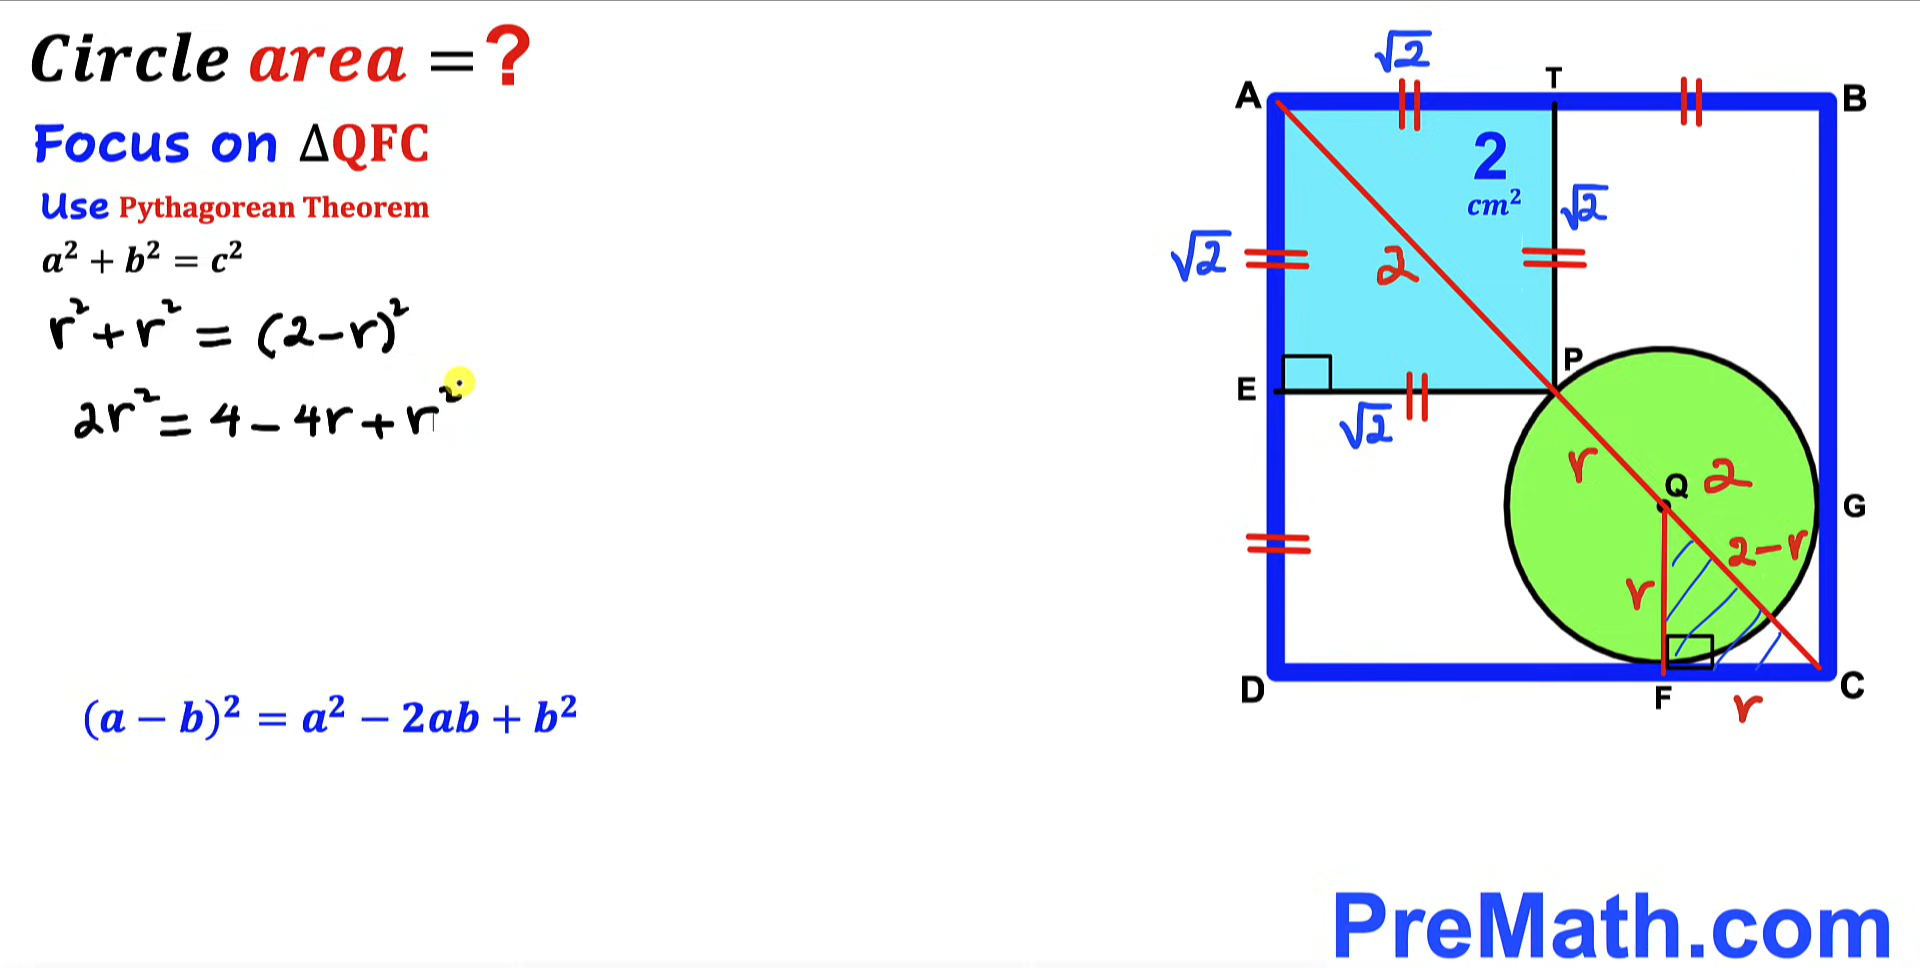 Circle area = ?
Focus on ΔQFC
Use Pythagorean Theorem
a² + b² = c²
r² + r² = (2-r)²
2r² = 4 - 4r + r²
(a − b)² = a² − 2ab + b²
√2
T
A
B
2
cm²
√2
√2
2
P
E
√2
r
Q
2
G
2-r
r
D
F
r
C
PreMath.com